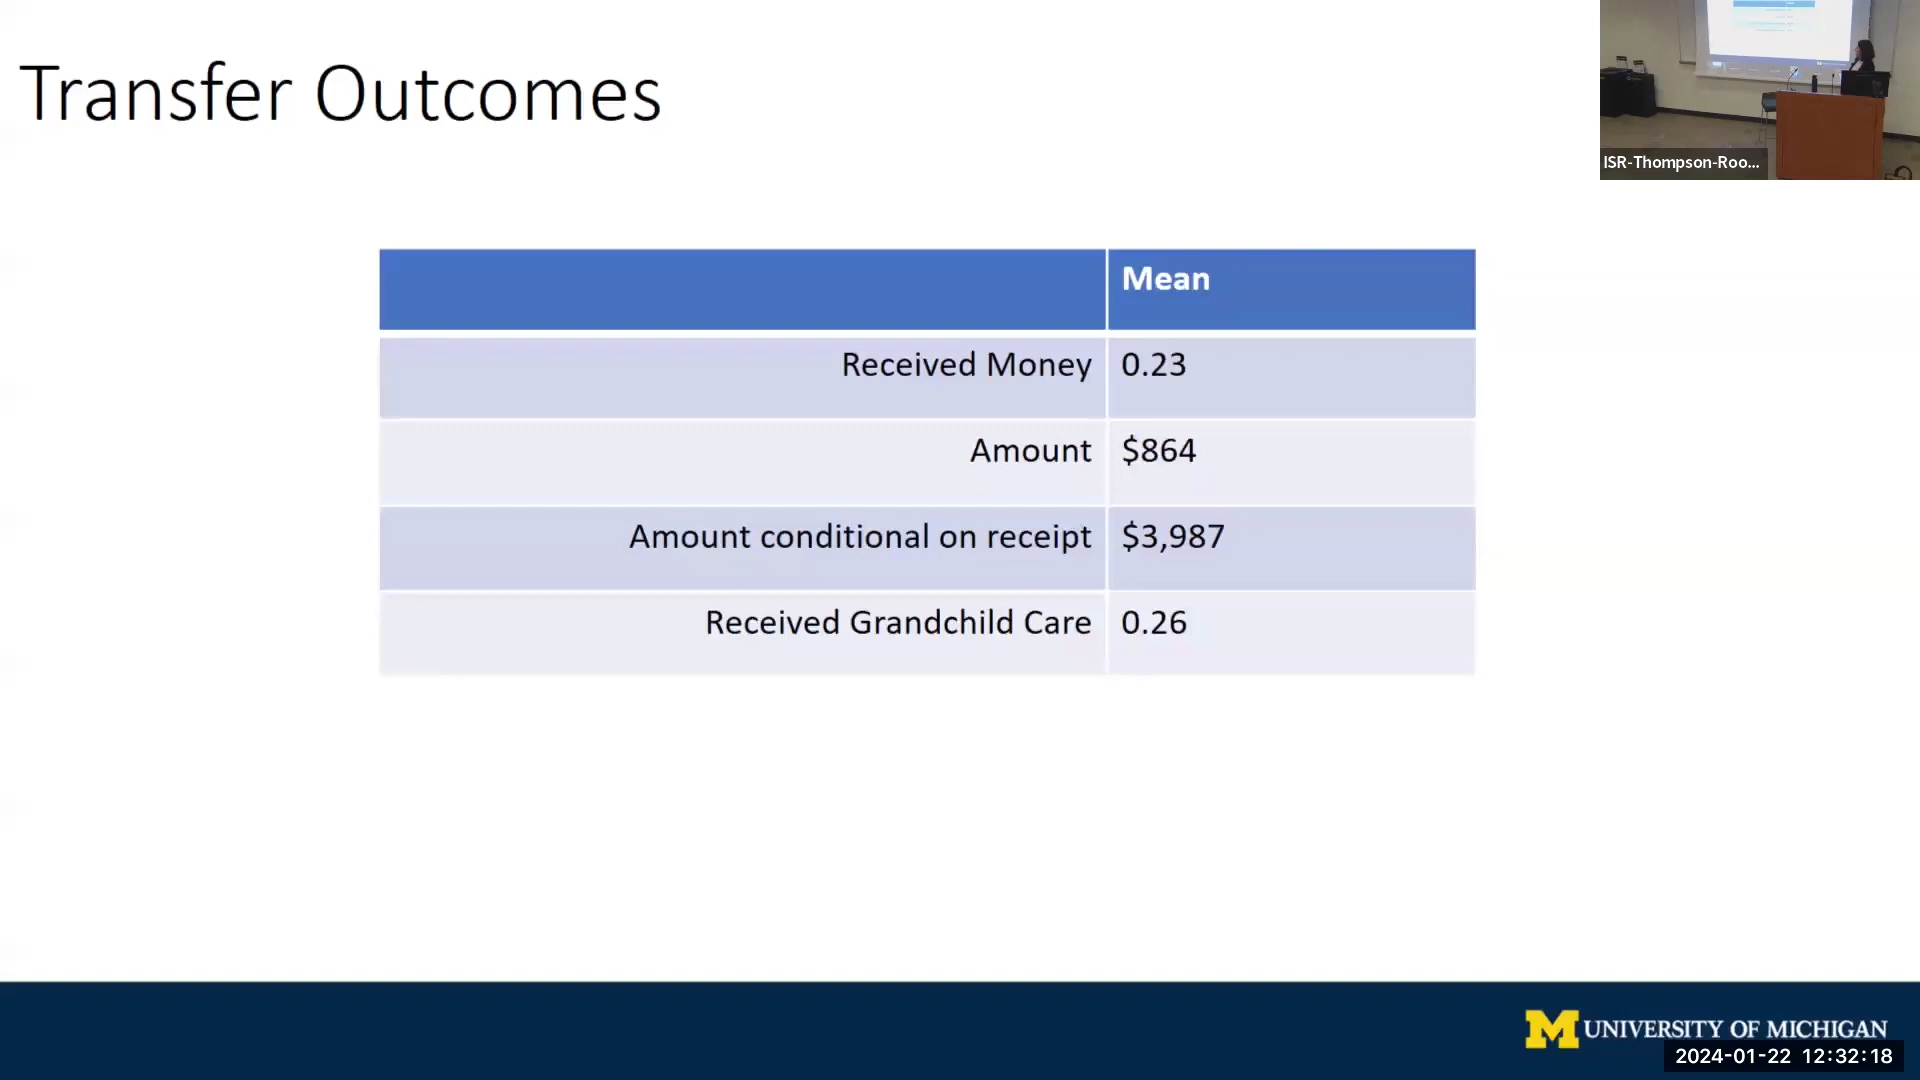 Transfer Outcomes
ISR-Thompson-Roo...
Mean
Received Money 0.23
Amount $864
Amount conditional on receipt $3,987
Received Grandchild Care 0.26
M UNIVERSITY OF MICHIGAN
2024-01-22 12:32:18